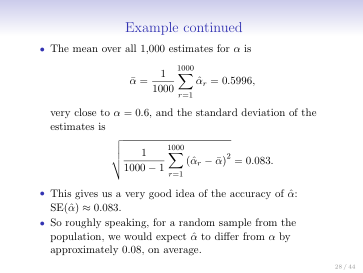 Example continued
• The mean over all 1,000 estimates for α is
ᾱ = 1/1000 ∑_{r=1}^{1000} α̂_r = 0.5996,
very close to α = 0.6, and the standard deviation of the
estimates is
√(1/(1000 − 1) ∑_{r=1}^{1000} (α̂_r − ᾱ)² = 0.083.
• This gives us a very good idea of the accuracy of α̂:
SE(α̂) ≈ 0.083.
• So roughly speaking, for a random sample from the
population, we would expect α̂ to differ from α by
approximately 0.08, on average.
28 / 44